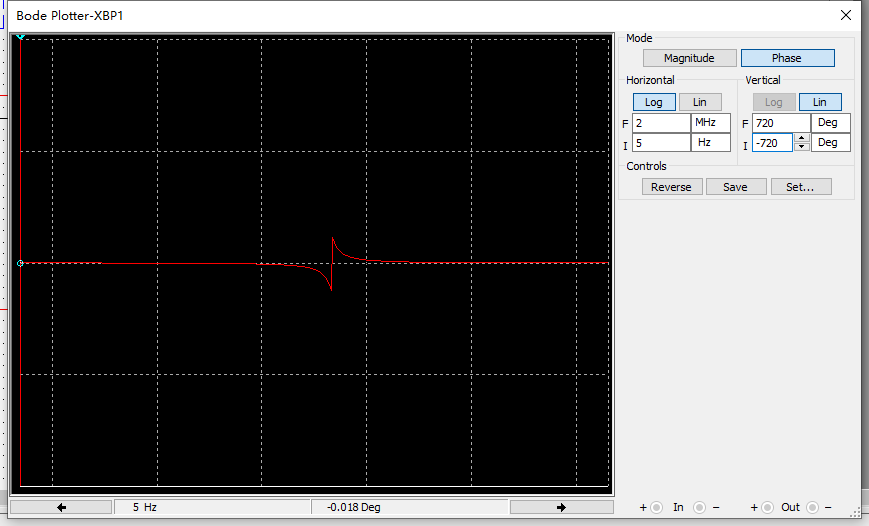 Bode Plotter-XBP1
Mode
Magnitude Phase
Horizontal Vertical
Log Lin Log Lin
F 2 MHz F 720 Deg
I 5 Hz I -720 Deg
Controls
Reverse Save Set...
5 Hz -0.018 Deg + In - + Out -